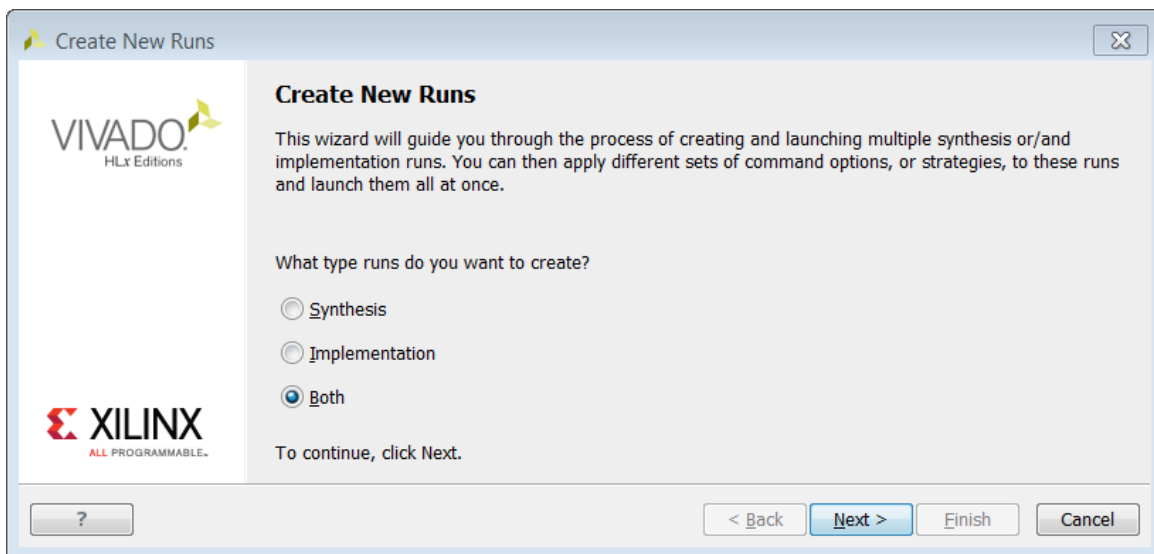 Create New Runs
VIVADO.
HLx Editions
Create New Runs
This wizard will guide you through the process of creating and launching multiple synthesis or/and
implementation runs. You can then apply different sets of command options, or strategies, to these runs
and launch them all at once.
What type runs do you want to create?
Synthesis
Implementation
Both
XILINX
ALL PROGRAMMABLE.
To continue, click Next.
?
< Back
Next >
Finish
Cancel